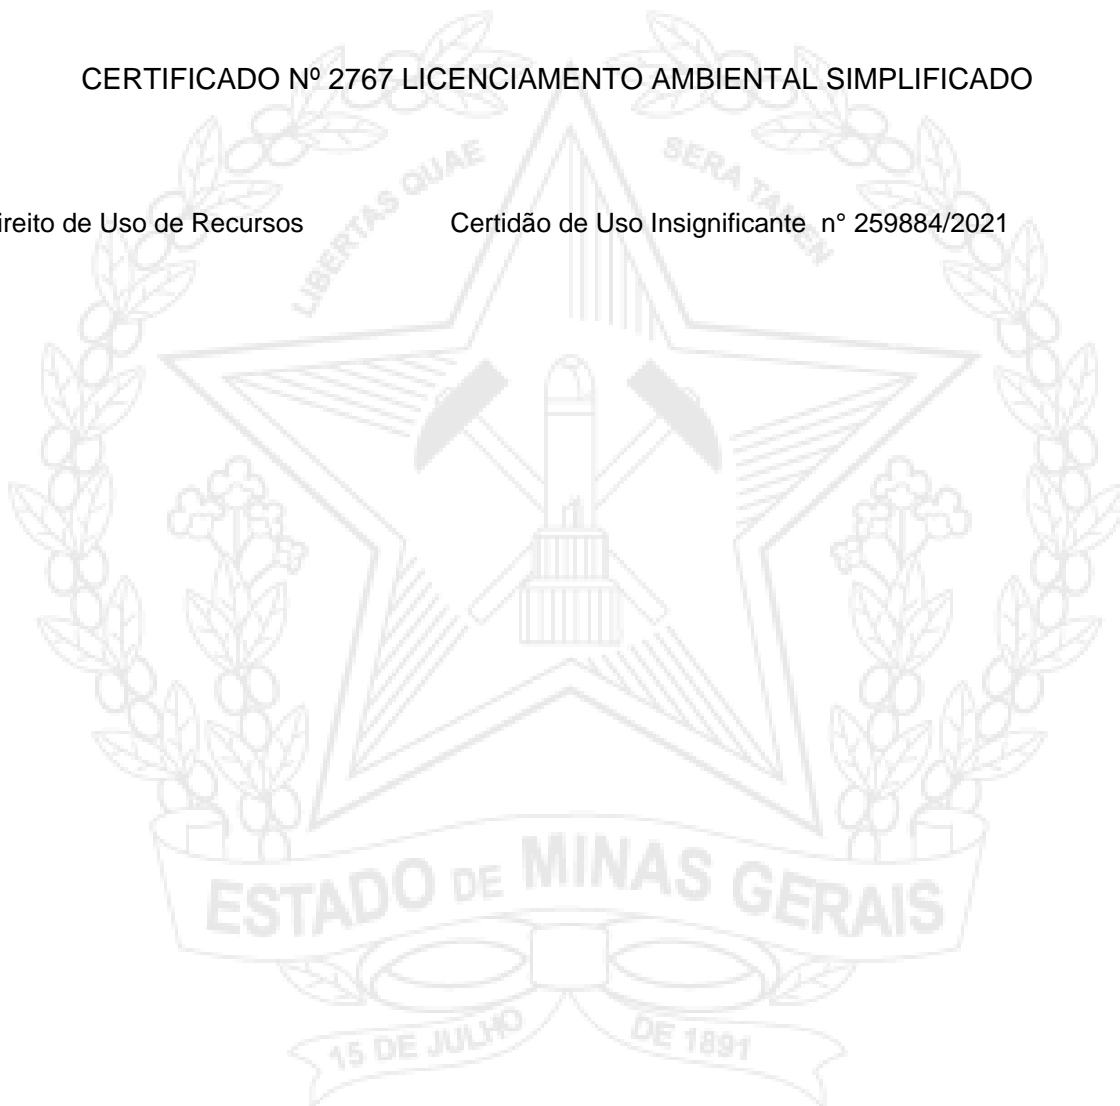 CERTIFICADO Nº 2767 LICENCIAMENTO AMBIENTAL SIMPLIFICADO
LIBERTAS QUAE SERA TAMEN
ireito de Uso de Recursos Certidão de Uso Insignificante n° 259884/2021
ESTADO DE MINAS GERAIS
15 DE JULHO DE 1891